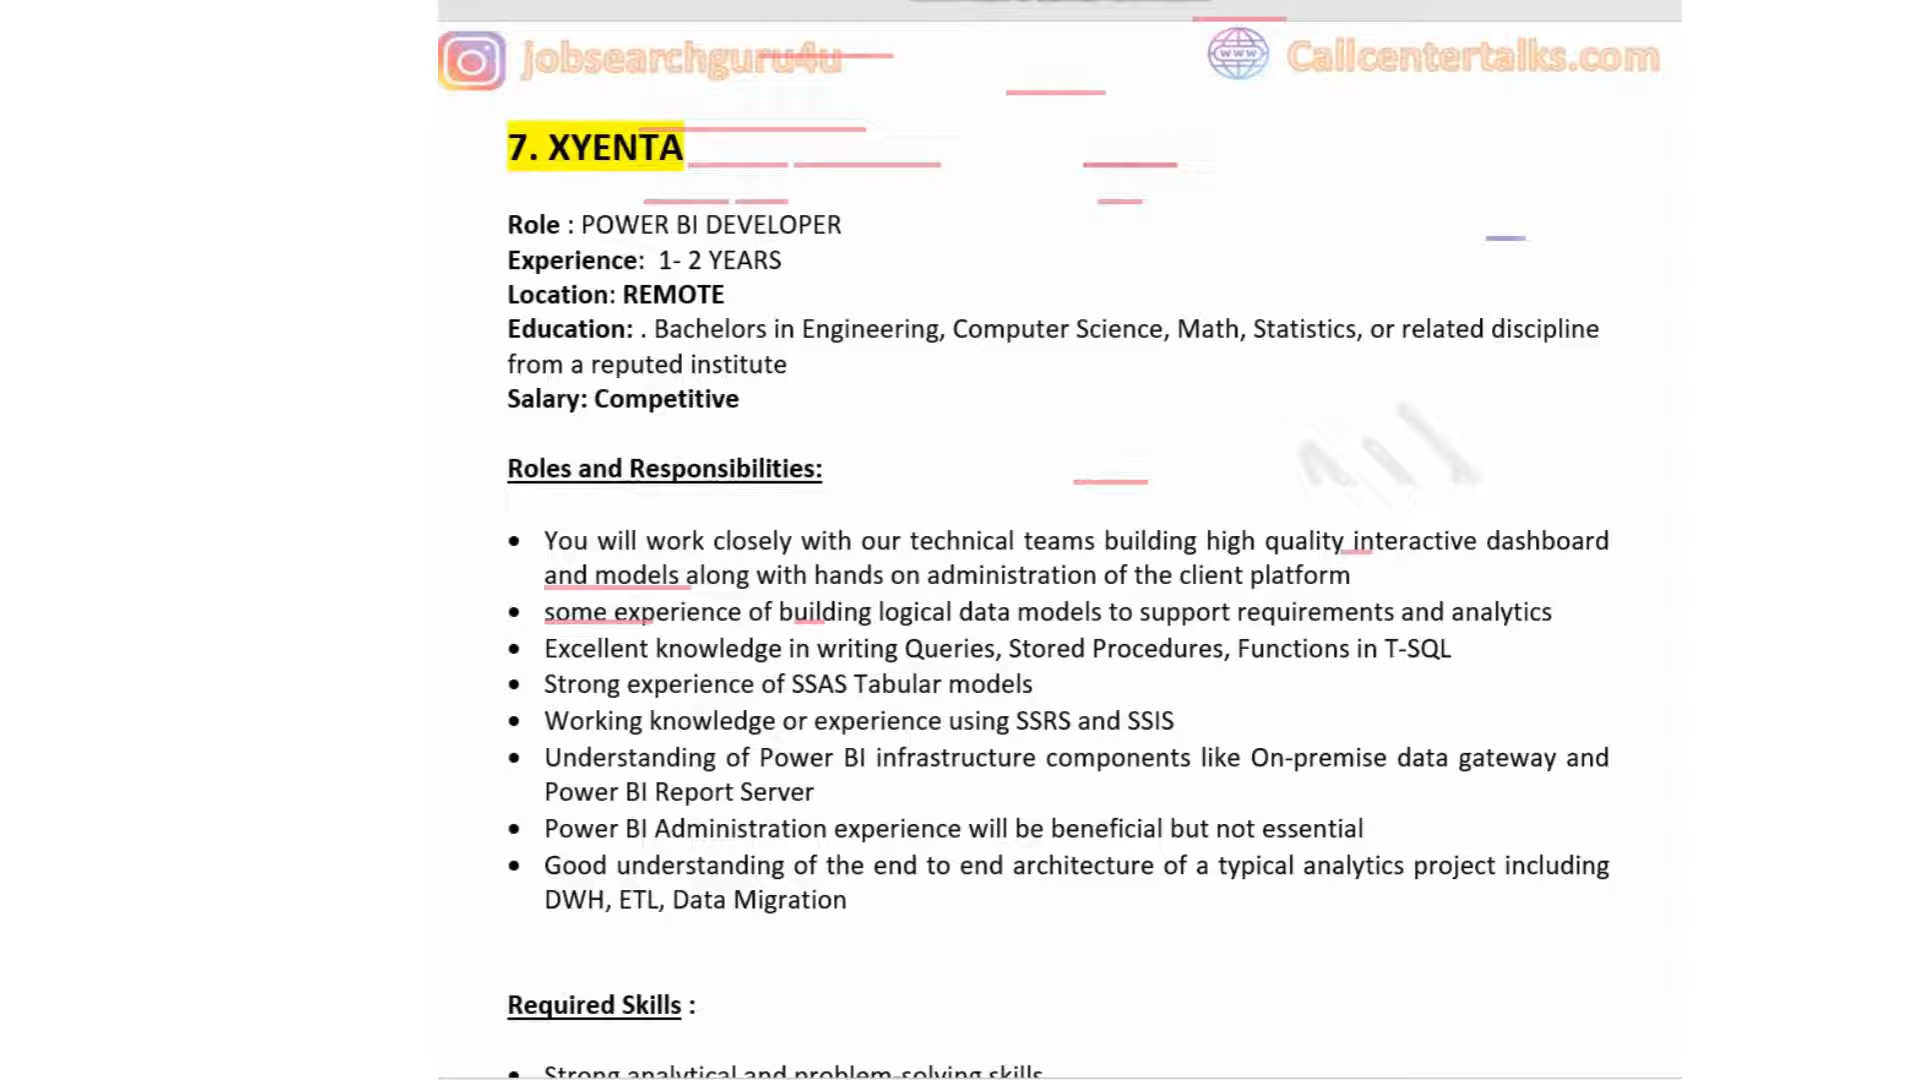 jobsearchguru4u
www
Callcentertalks.com
7. XYENTA
Role : POWER BI DEVELOPER
Experience: 1- 2 YEARS
Location: REMOTE
Education: . Bachelors in Engineering, Computer Science, Math, Statistics, or related discipline
from a reputed institute
Salary: Competitive
Roles and Responsibilities:
• You will work closely with our technical teams building high quality interactive dashboard
and models along with hands on administration of the client platform
• some experience of building logical data models to support requirements and analytics
• Excellent knowledge in writing Queries, Stored Procedures, Functions in T-SQL
• Strong experience of SSAS Tabular models
• Working knowledge or experience using SSRS and SSIS
• Understanding of Power BI infrastructure components like On-premise data gateway and
Power BI Report Server
• Power BI Administration experience will be beneficial but not essential
• Good understanding of the end to end architecture of a typical analytics project including
DWH, ETL, Data Migration
Required Skills :
• Strong analytical and problem-solving skills